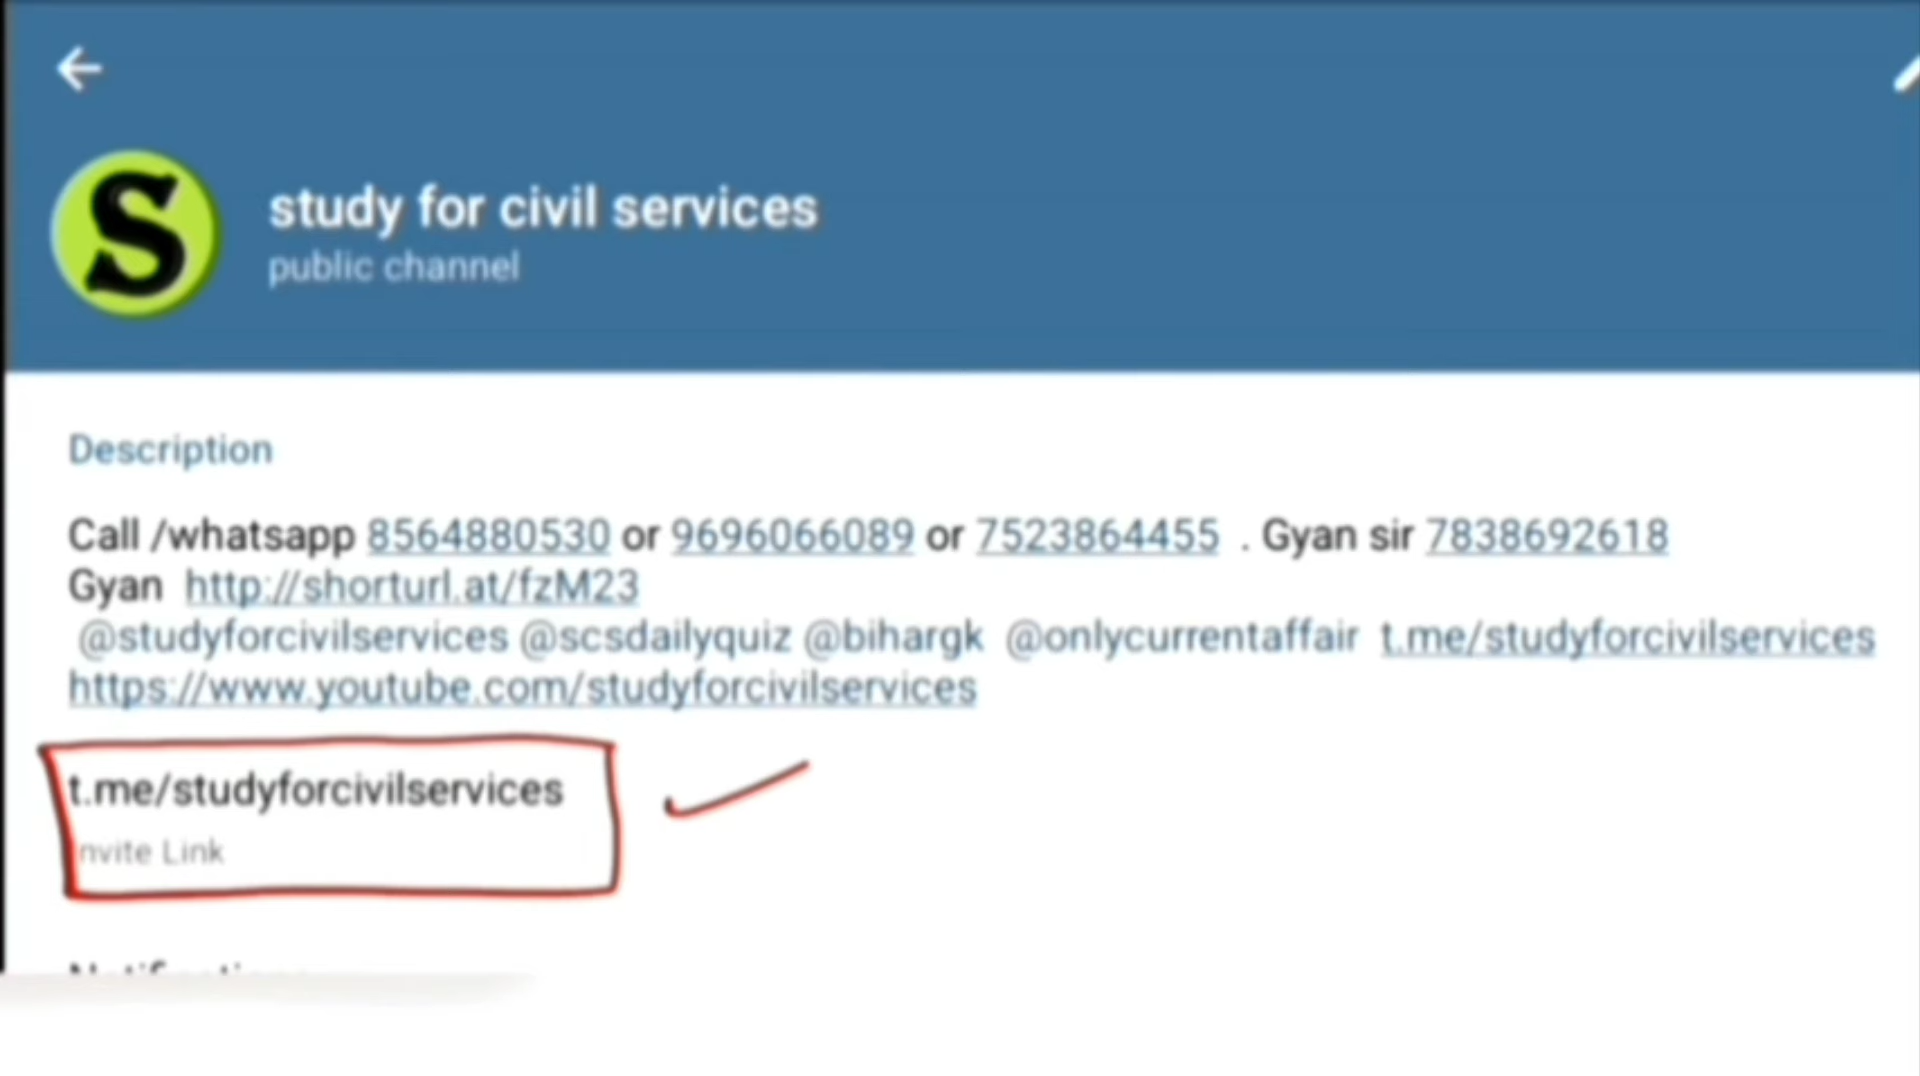 S
study for civil services
public channel
Description
Call /whatsapp 8564880530 or 9696066089 or 7523864455 . Gyan sir 7838692618
Gyan http://shorturl.at/fzM23
@studyforcivilservices @scsdailyquiz @bihargk @onlycurrentaffair t.me/studyforcivilservices
https://www.youtube.com/studyforcivilservices
t.me/studyforcivilservices
nvite Link